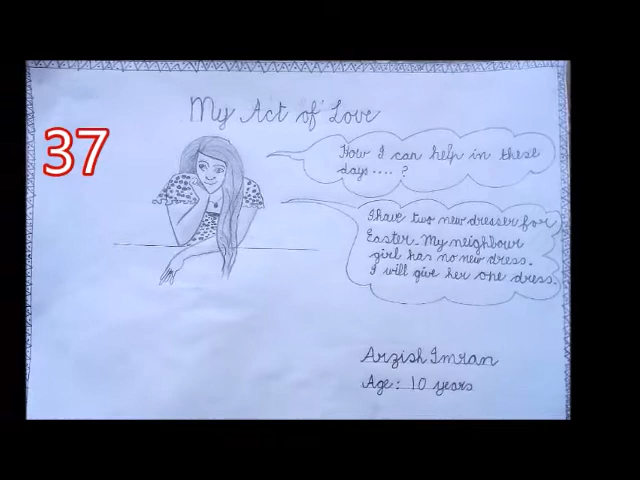 My Act of Love
37
How I can help in these
days .... ?
I have two new dresser for
Easter. My neighbour
girl has no new dress.
I will give her one dress.
Arzish Imran
Age: 10 years